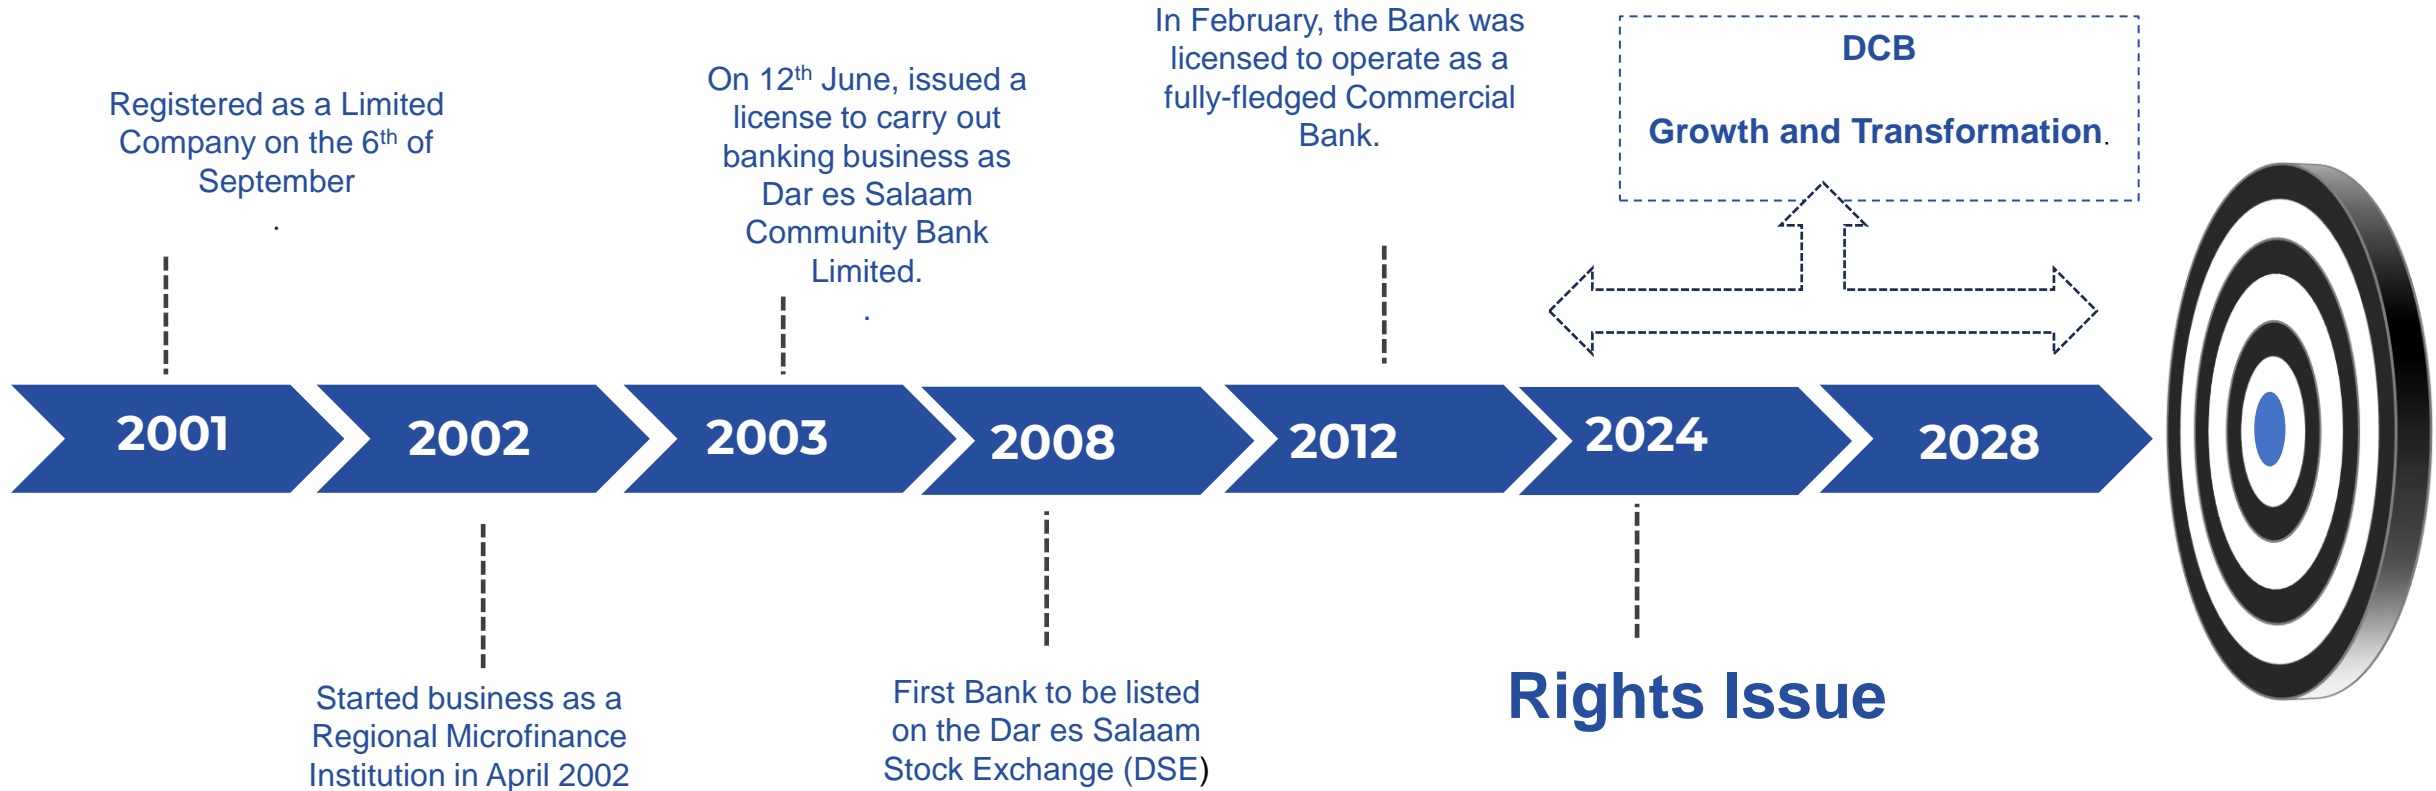 Registered as a Limited
Company on the 6th of
September
.
On 12th June, issued a
license to carry out
banking business as
Dar es Salaam
Community Bank
Limited.
.
In February, the Bank was
licensed to operate as a
fully-fledged Commercial
Bank.
DCB
Growth and Transformation.
2001
2002
2003
2008
2012
2024
2028
Started business as a
Regional Microfinance
Institution in April 2002
First Bank to be listed
on the Dar es Salaam
Stock Exchange (DSE)
Rights Issue